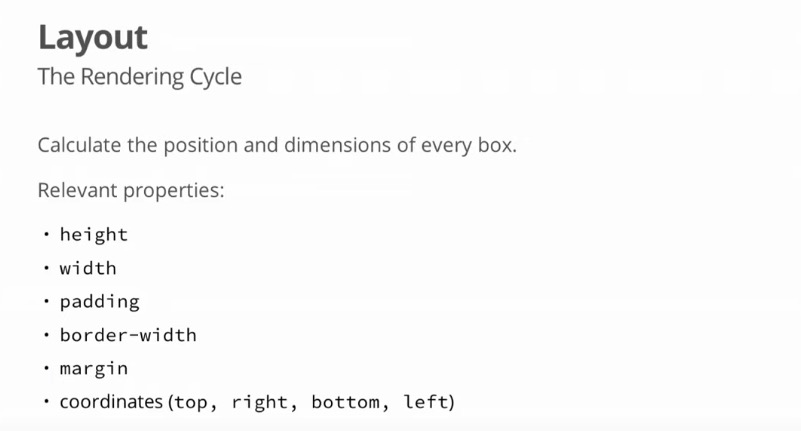 Layout
The Rendering Cycle
Calculate the position and dimensions of every box.
Relevant properties:
• height
• width
• padding
• border-width
• margin
• coordinates (top, right, bottom, left)